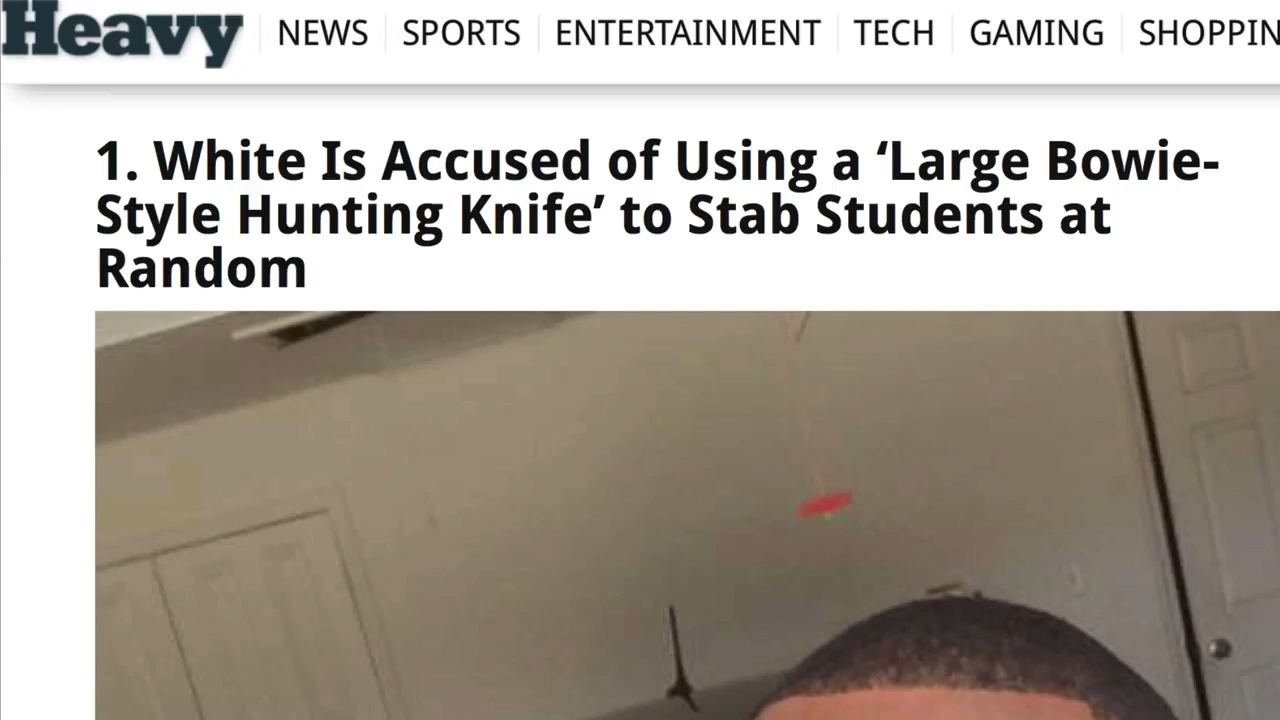 Heavy NEWS SPORTS ENTERTAINMENT TECH GAMING SHOPPIN
1. White Is Accused of Using a ‘Large Bowie-
Style Hunting Knife’ to Stab Students at
Random